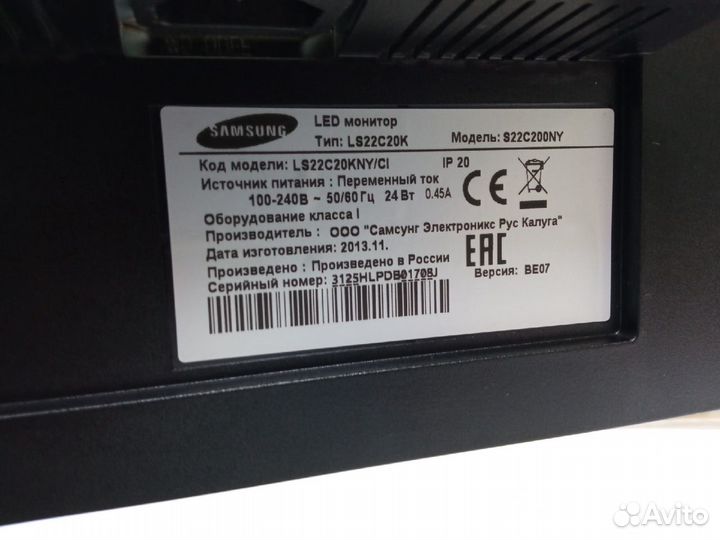 SAMSUNG
LED монитор
Тип: LS22C20K Модель: S22C200NY
Код модели: LS22C20KNY/CI IP 20
Источник питания : Переменный ток
100-240В ~ 50/60 Гц 24 Вт 0.45A
CE
Оборудование класса I
Производитель : ООО "Самсунг Электроникс Рус Калуга"
Дата изготовления: 2013.11.
EAC
Произведено : Произведено в России
Версия: BE07
Серийный номер: 3125HLPDB01708J
Avito